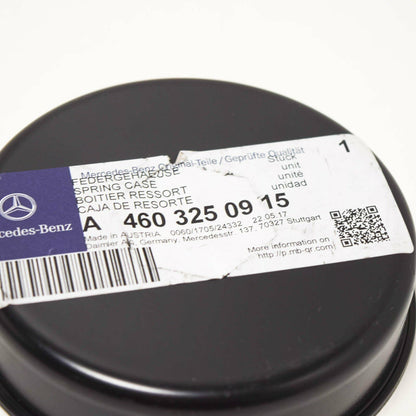 Mercedes-Benz Original-Teile / Geprüfte Qualität
FEDERGEHAEUSE
SPRING CASE
BOITIER RESSORT
CAJA DE RESORTE
Stück
unit
unité
unidad
1
rcedes-Benz
A 460 325 09 15
Made in AUSTRIA 0060/1705/24332 22.05.17
Daimler AG, Germany, Mercedesstr. 137, 70327 Stuttgart
More information on
http://p.mb-qr.com